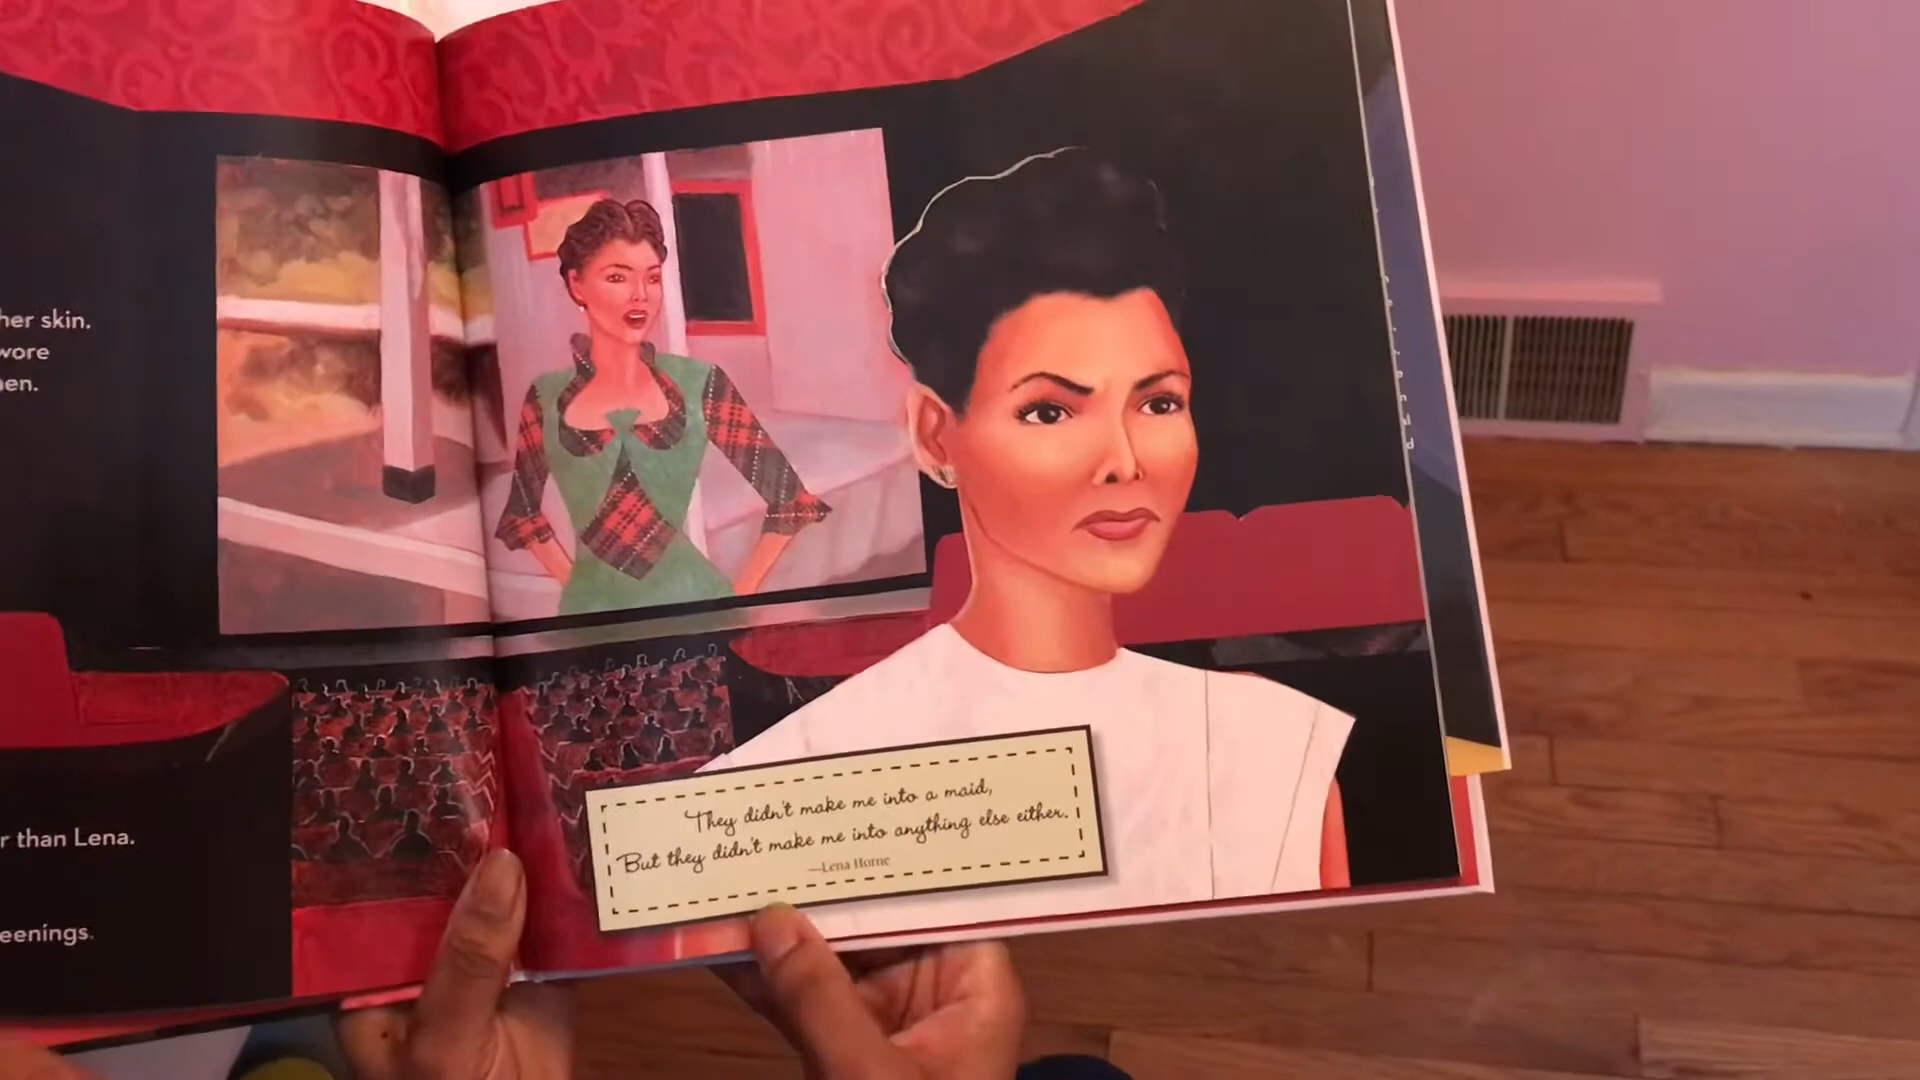 her skin.
wore
en.
r than Lena.
eenings.
They didn't make me into a maid,
But they didn't make me into anything else either.
—Lena Horne